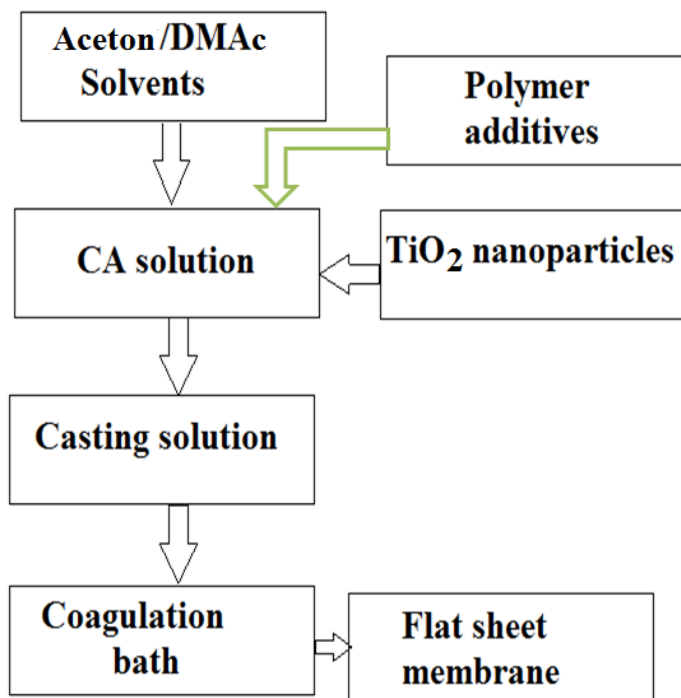 Aceton/DMAc
Solvents
Polymer
additives
CA solution
TiO₂ nanoparticles
Casting solution
Coagulation
bath
Flat sheet
membrane